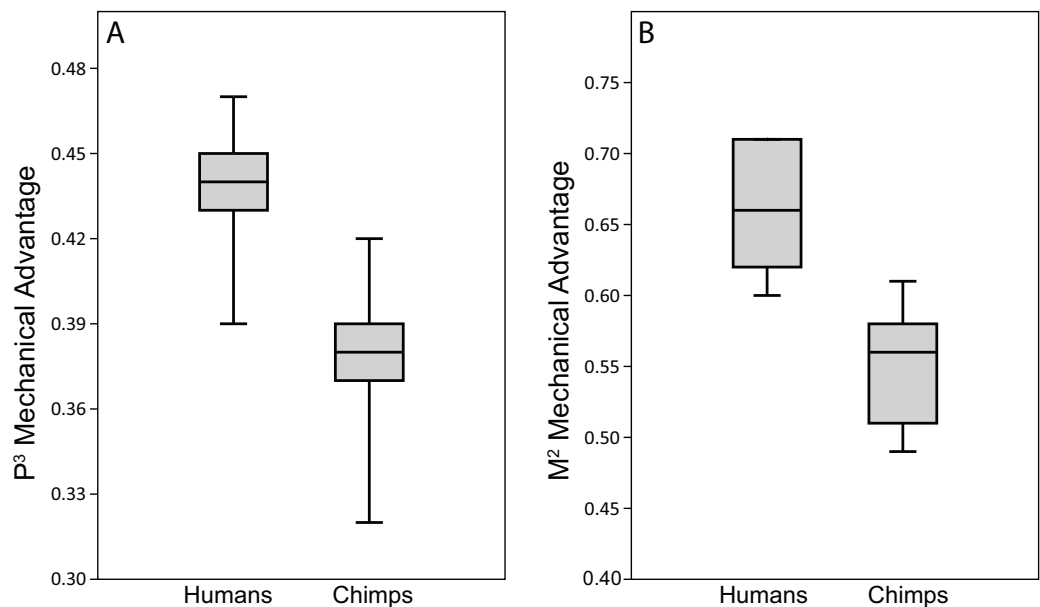 A
P³ Mechanical Advantage
0.48
0.45
0.42
0.39
0.36
0.33
0.30
Humans Chimps
B
M² Mechanical Advantage
0.75
0.70
0.65
0.60
0.55
0.50
0.45
0.40
Humans Chimps